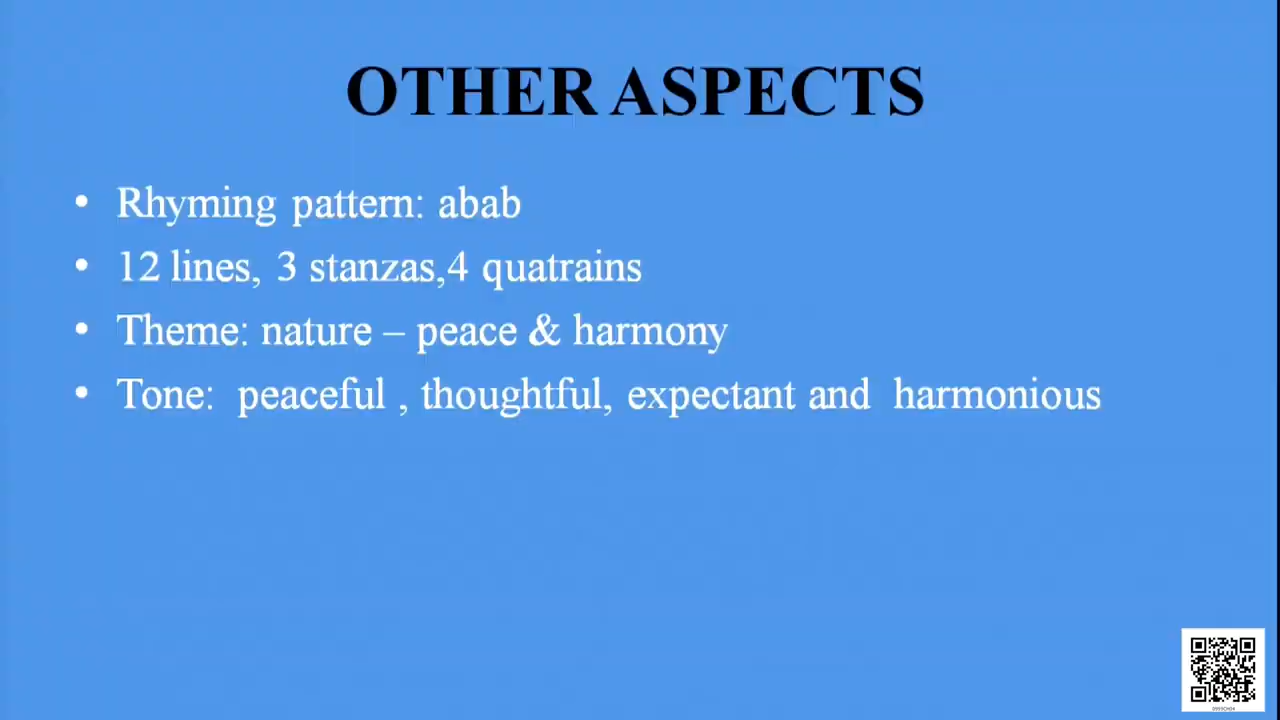 OTHER ASPECTS
• Rhyming pattern: abab
• 12 lines, 3 stanzas,4 quatrains
• Theme: nature – peace & harmony
• Tone: peaceful , thoughtful, expectant and harmonious